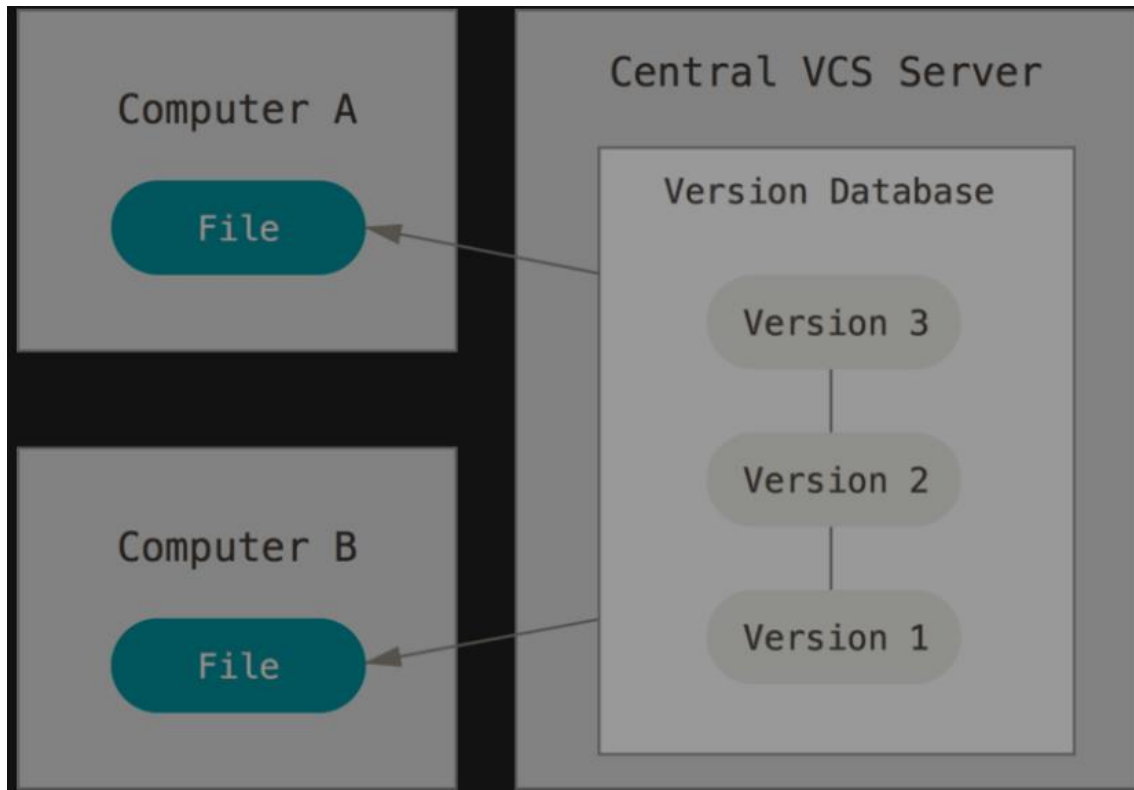 Computer A
File
Computer B
File
Central VCS Server
Version Database
Version 3
Version 2
Version 1